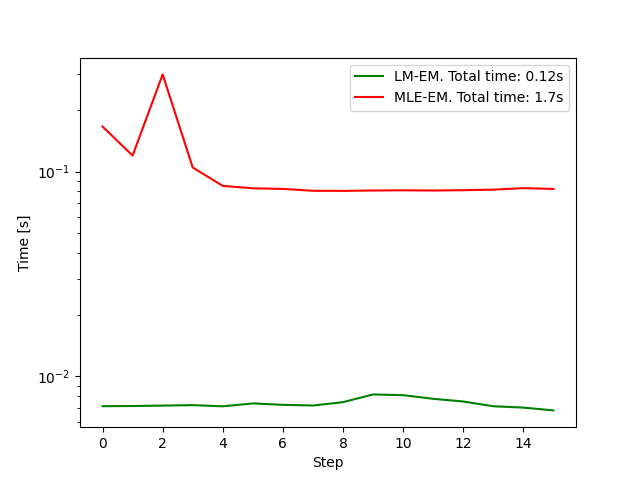 LM-EM. Total time: 0.12s
MLE-EM. Total time: 1.7s
10⁻¹
10⁻²
Time [s]
0 2 4 6 8 10 12 14
Step